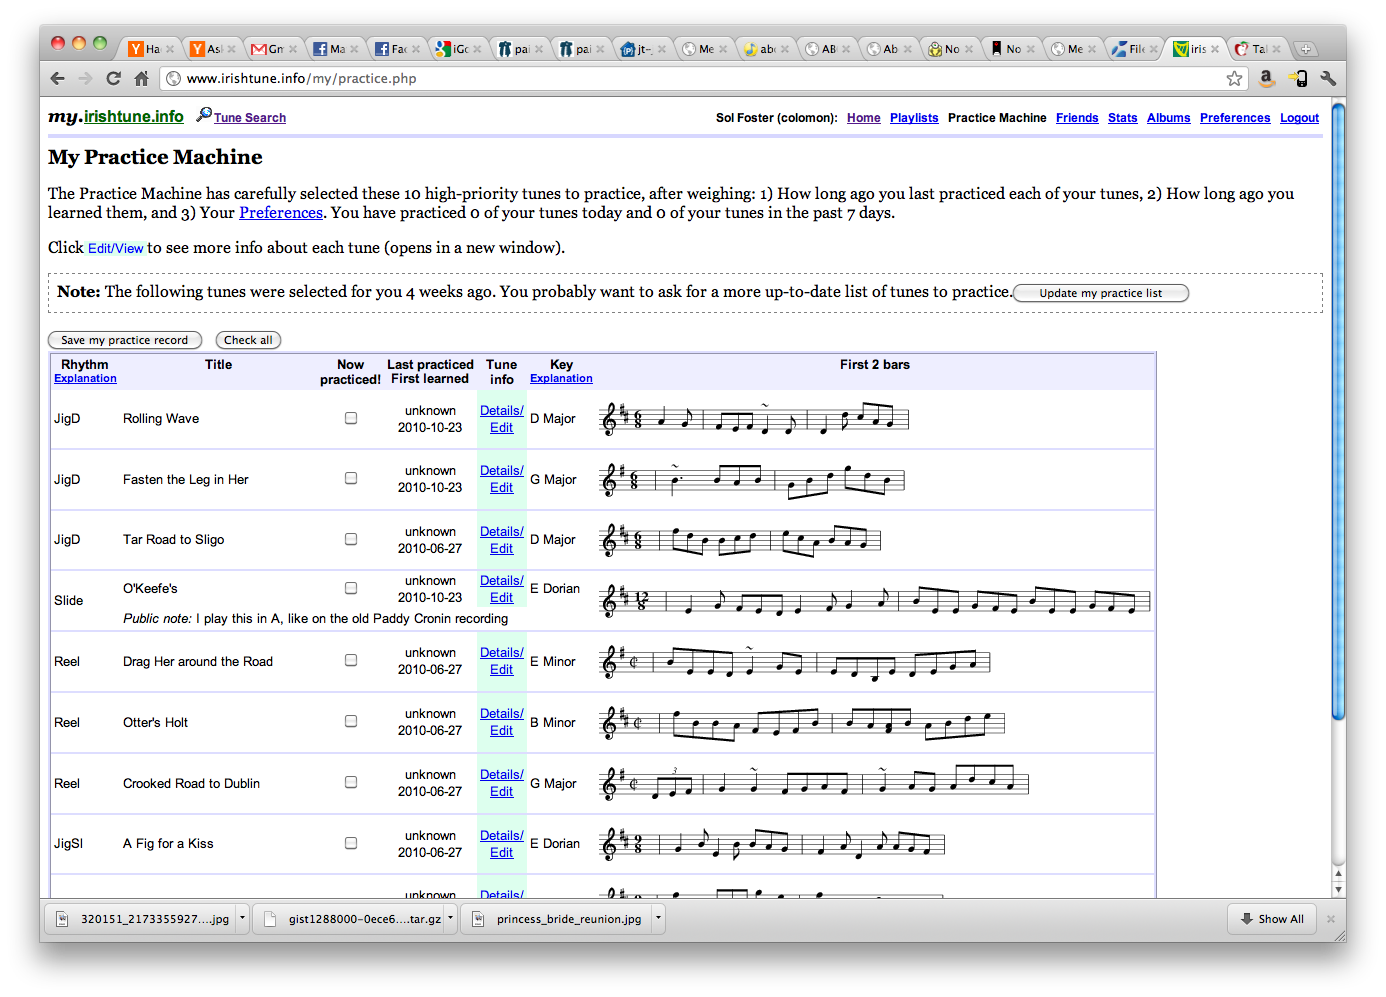 Ha
As
Gm
Ma
Fac
iGo
pai
pai
jt-
Me
abc
AB
Ab
No
No
Me
File
iris
Tal
www.irishtune.info/my/practice.php
my.irishtune.info Tune Search
Sol Foster (colomon): Home Playlists Practice Machine Friends Stats Albums Preferences Logout
My Practice Machine
The Practice Machine has carefully selected these 10 high-priority tunes to practice, after weighing: 1) How long ago you last practiced each of your tunes, 2) How long ago you
learned them, and 3) Your Preferences. You have practiced 0 of your tunes today and 0 of your tunes in the past 7 days.
Click Edit/View to see more info about each tune (opens in a new window).
Note: The following tunes were selected for you 4 weeks ago. You probably want to ask for a more up-to-date list of tunes to practice. Update my practice list
Save my practice record Check all
Rhythm Title Now Last practiced Tune Key First 2 bars
Explanation practiced! First learned info Explanation
JigD Rolling Wave unknown Details/ D Major
2010-10-23 Edit
JigD Fasten the Leg in Her unknown Details/ G Major
2010-10-23 Edit
JigD Tar Road to Sligo unknown Details/ D Major
2010-06-27 Edit
Slide O'Keefe's unknown Details/ E Dorian
2010-10-23 Edit
Public note: I play this in A, like on the old Paddy Cronin recording
Reel Drag Her around the Road unknown Details/ E Minor
2010-06-27 Edit
Reel Otter's Holt unknown Details/ B Minor
2010-06-27 Edit
Reel Crooked Road to Dublin unknown Details/ G Major
2010-06-27 Edit
JigSl A Fig for a Kiss unknown Details/ E Dorian
2010-06-27 Edit
unknown Details/
320151_2173355927....jpg
gist1288000-0ece6....tar.gz
princess_bride_reunion.jpg
Show All